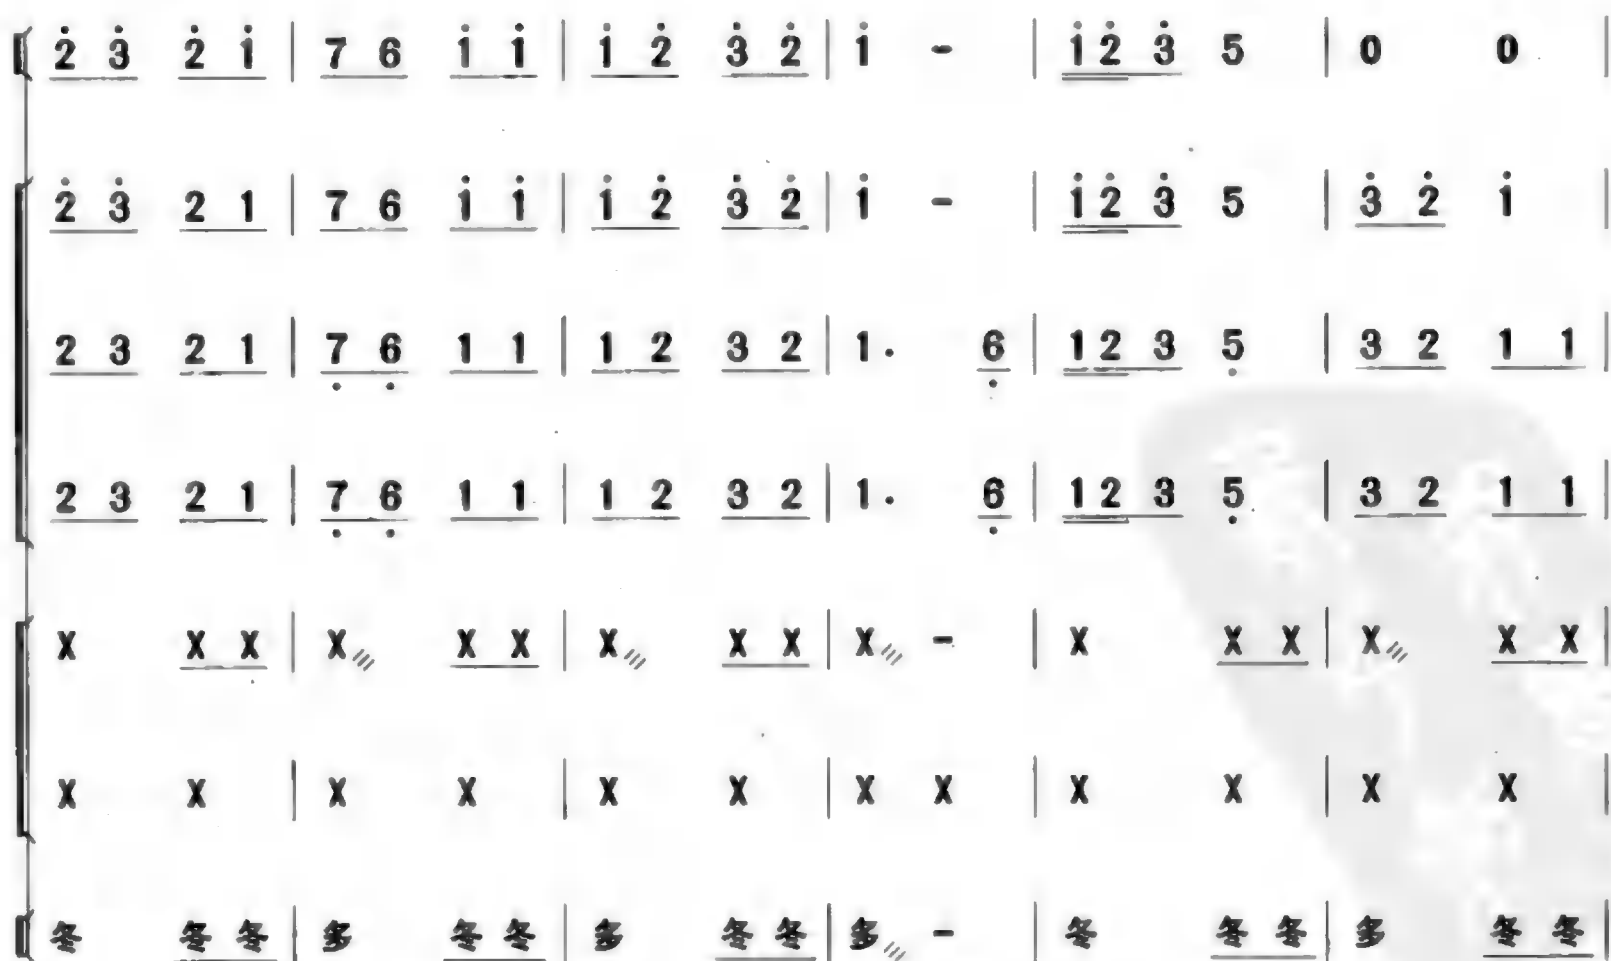 2̇ 3̇ 2̇ 1̇ | 7 6 1̇ 1̇ | 1̇ 2̇ 3̇ 2̇ | 1̇ - | 1̇ 2̇ 3̇ 5 | 0 0 |
2̇ 3̇ 2 1 | 7 6 1̇ 1̇ | 1̇ 2̇ 3̇ 2̇ | 1̇ - | 1̇ 2̇ 3̇ 5 | 3̇ 2̇ 1̇ |
2 3 2 1 | 7̣ 6̣ 1 1 | 1 2 3 2 | 1. 6̣ | 1 2 3 5̣ | 3 2 1 1 |
2 3 2 1 | 7̣ 6̣ 1 1 | 1 2 3 2 | 1. 6̣ | 1 2 3 5̣ | 3 2 1 1 |
X X X | X/// X X | X/// X X | X/// - | X X X | X/// X X |
X X | X X | X X | X X | X X | X X |
冬 冬 冬 | 多 冬 冬 | 多 冬 冬 | 多/// - | 冬 冬 冬 | 多 冬 冬 |